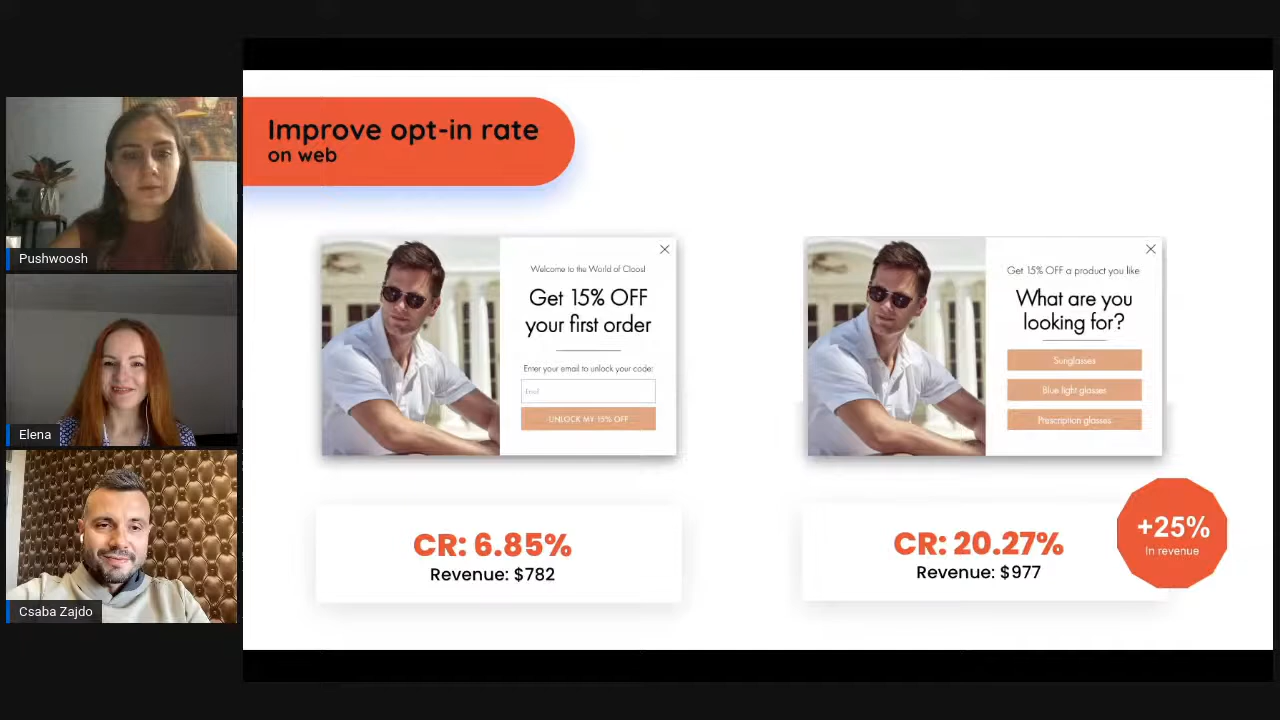 Pushwoosh
Elena
Csaba Zajdo
Improve opt-in rate
on web
Welcome to the World of Cloos!
Get 15% OFF
your first order
Enter your email to unlock your code:
Email
UNLOCK MY 15% OFF
CR: 6.85%
Revenue: $782
Get 15% OFF a product you like
What are you
looking for?
Sunglasses
Blue light glasses
Prescription glasses
CR: 20.27%
Revenue: $977
+25%
In revenue